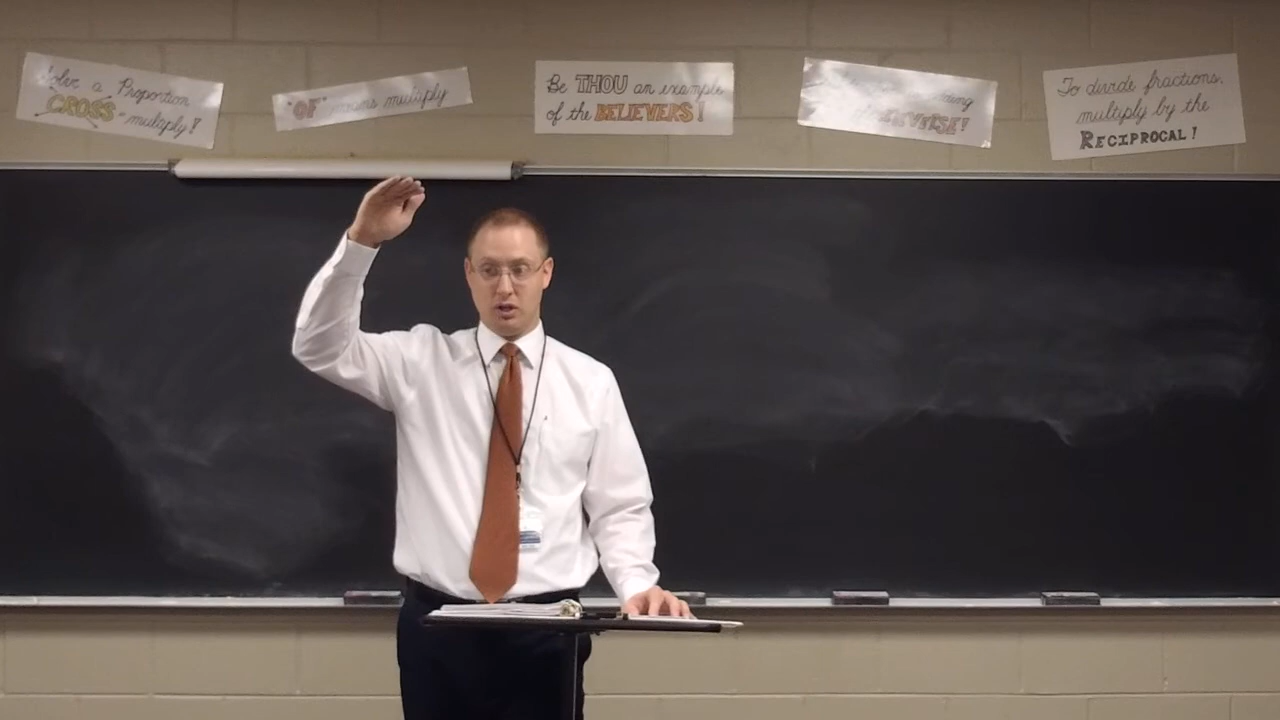 Solve a Proportion
"CROSS"-multiply!
"OF" means multiply
Be THOU an example
of the BELIEVERS!
To divide fractions,
multiply by the
RECIPROCAL!